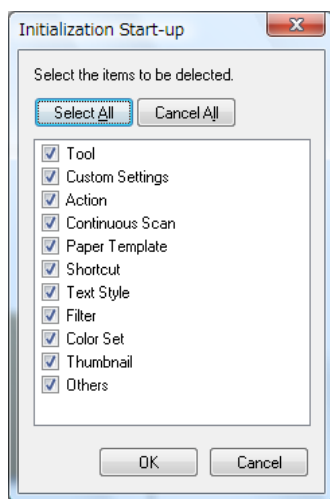 Initialization Start-up
Select the items to be delected.
Select All
Cancel All
Tool
Custom Settings
Action
Continuous Scan
Paper Template
Shortcut
Text Style
Filter
Color Set
Thumbnail
Others
OK
Cancel